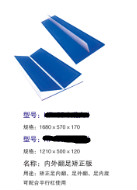 型号：
规格：1680 x 570 x 170
型号：
规格：1210 x 500 x 120
名称：内外翻足矫正板
用途：矫正足内翻、足外翻、足内旋
可配合平行杠使用